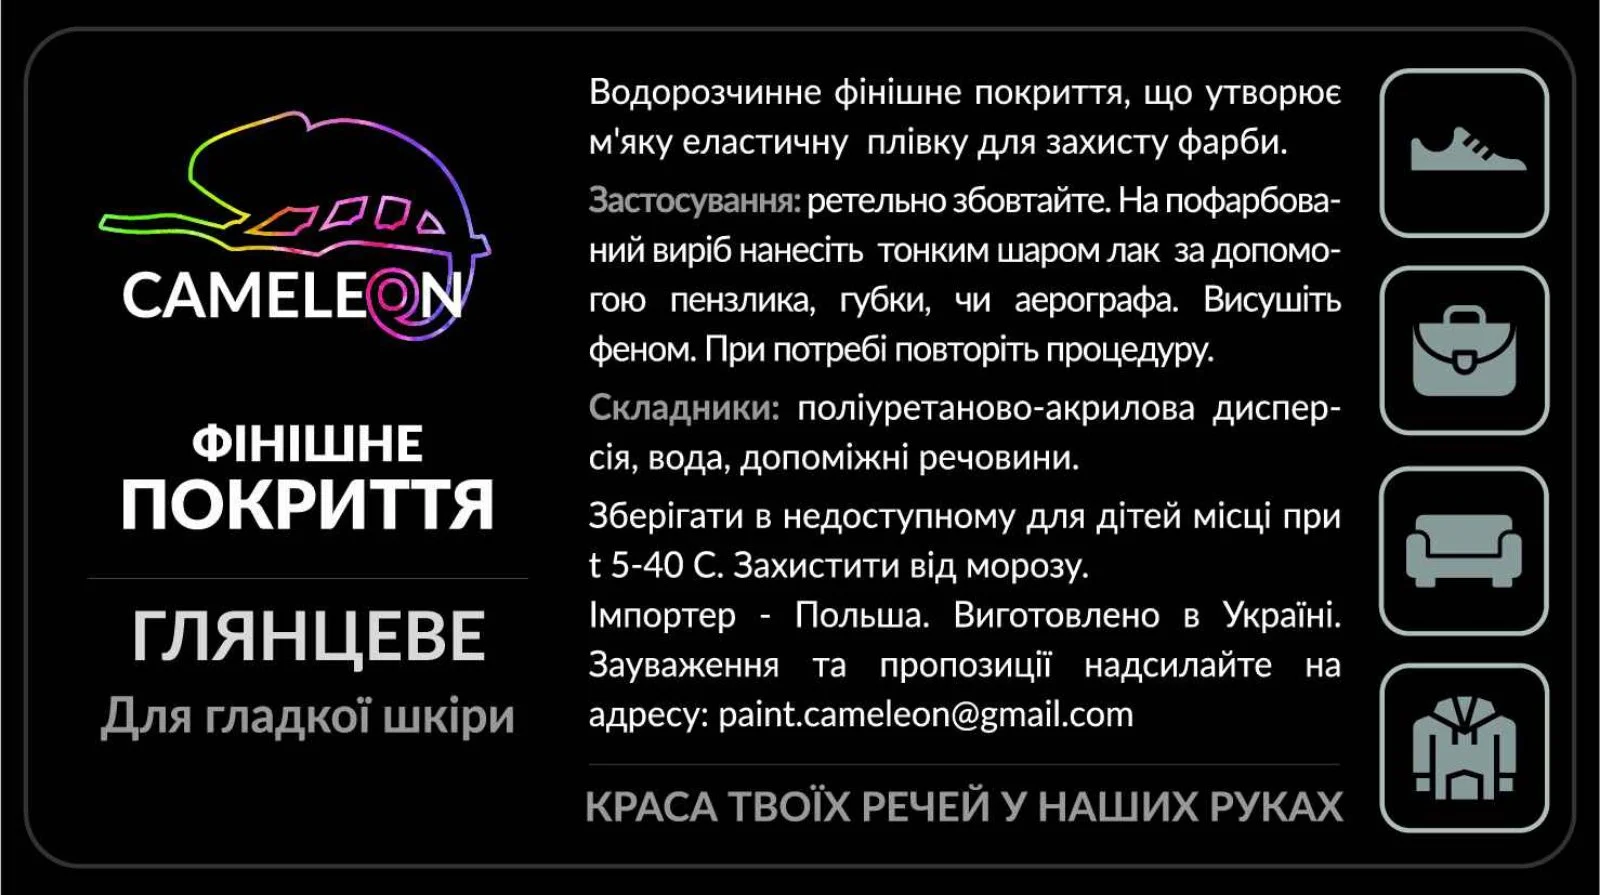 CAMELEON
ФІНІШНЕ
ПОКРИТТЯ
ГЛЯНЦЕВЕ
Для гладкої шкіри
Водорозчинне фінішне покриття, що утворює
м'яку еластичну плівку для захисту фарби.
Застосування: ретельно збовтайте. На пофарбова-
ний виріб нанесіть тонким шаром лак за допомо-
гою пензлика, губки, чи аерографа. Висушіть
феном. При потребі повторіть процедуру.
Складники: поліуретаново-акрилова диспер-
сія, вода, допоміжні речовини.
Зберігати в недоступному для дітей місці при
t 5-40 С. Захистити від морозу.
Імпортер - Польша. Виготовлено в Україні.
Зауваження та пропозиції надсилайте на
адресу: paint.cameleon@gmail.com
КРАСА ТВОЇХ РЕЧЕЙ У НАШИХ РУКАХ